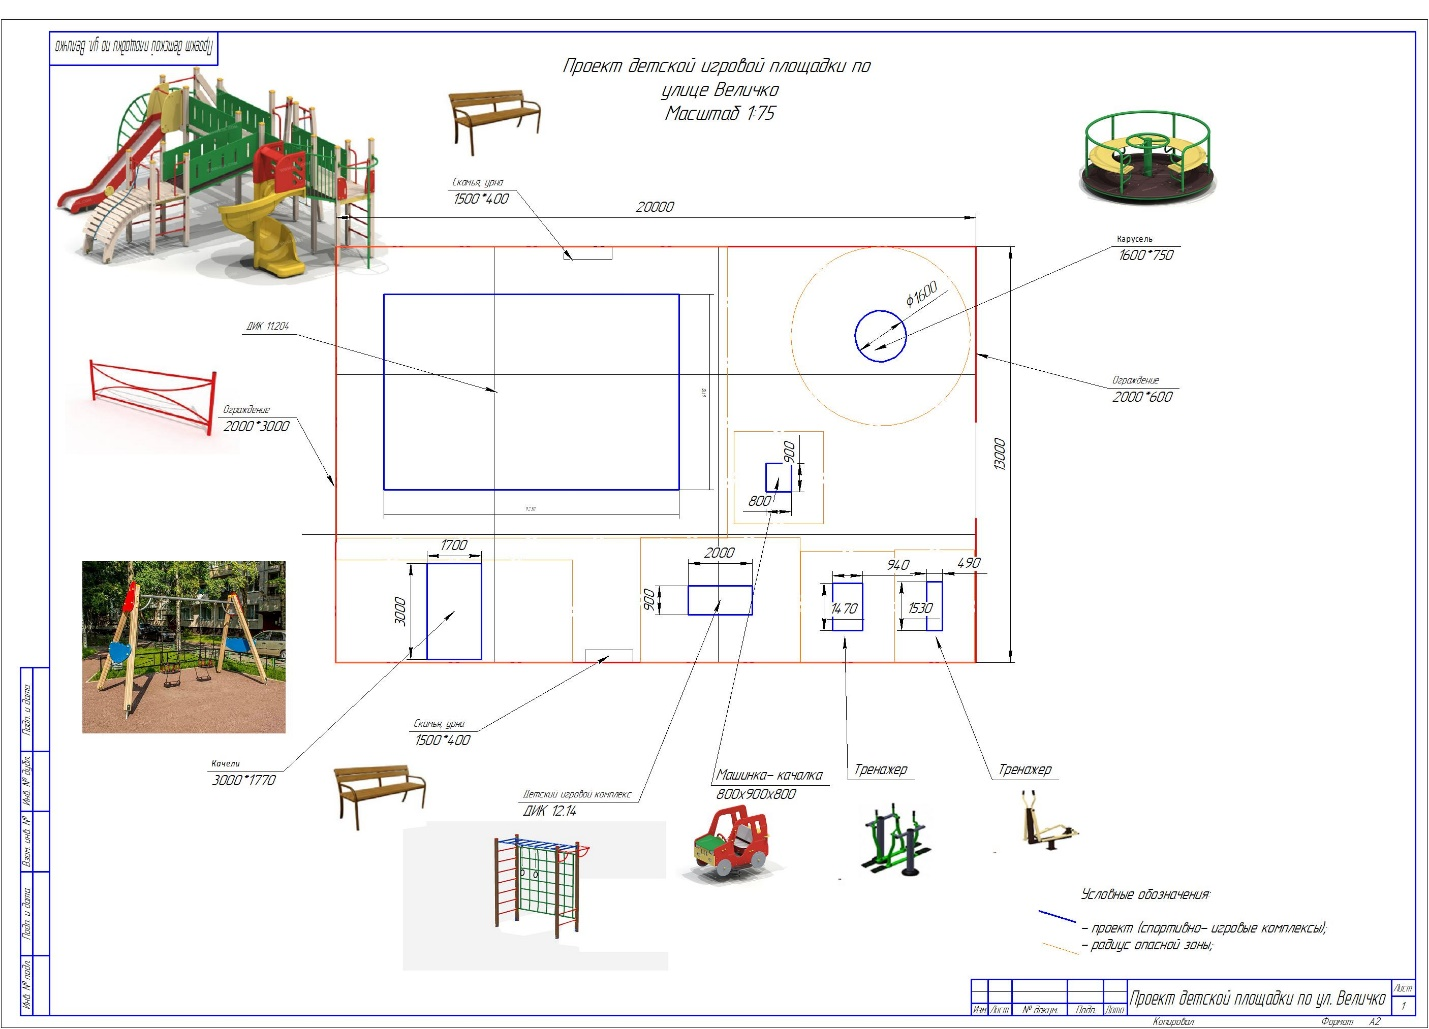 Проект детской площадки по ул. Величко
Проект детской игровой площадки по
улице Величко
Масштаб 1:75
Скамья, урна
1500*400
20000
Карусель
1600*750
ϕ1600
ДИК 11.204
Ограждение
2000*3000
Ограждение
2000*600
13000
900
800
1700
3000
2000
900
940
1470
490
1530
Скамья, урна
1500*400
Качели
3000*1770
Детский игровой комплекс
ДИК 12.14
Машинка- качалка
800х900х800
Тренажер
Тренажер
Условные обозначения:
- проект (спортивно- игровые комплексы);
- радиус опасной зоны;
Подп. и дата
Инв. № дубл.
Взам. инв. №
Подп. и дата
Инв. № подл.
Изм.
Лист
№ докум.
Подп.
Дата
Проект детской площадки по ул. Величко
Лист
1
Копировал
Формат А2